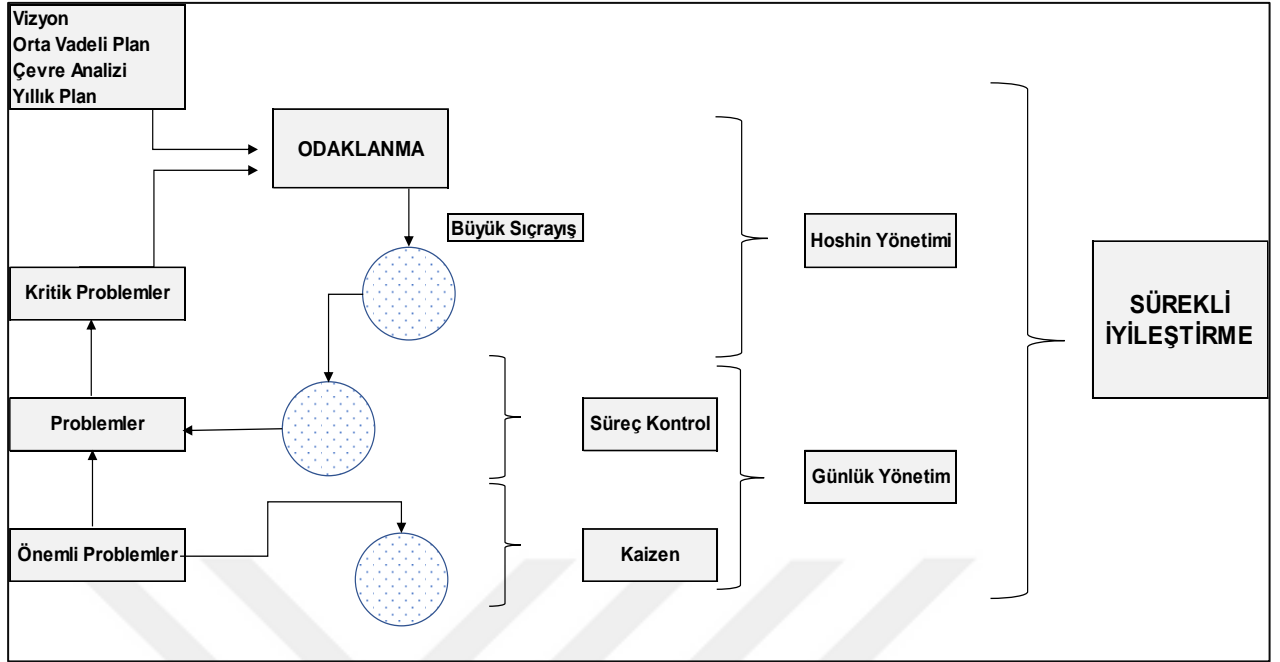 Vizyon
Orta Vadeli Plan
Çevre Analizi
Yıllık Plan
ODAKLANMA
Büyük Sıçrayış
Hoshin Yönetimi
Kritik Problemler
SÜREKLİ
İYİLEŞTİRME
Problemler
Süreç Kontrol
Günlük Yönetim
Önemli Problemler
Kaizen